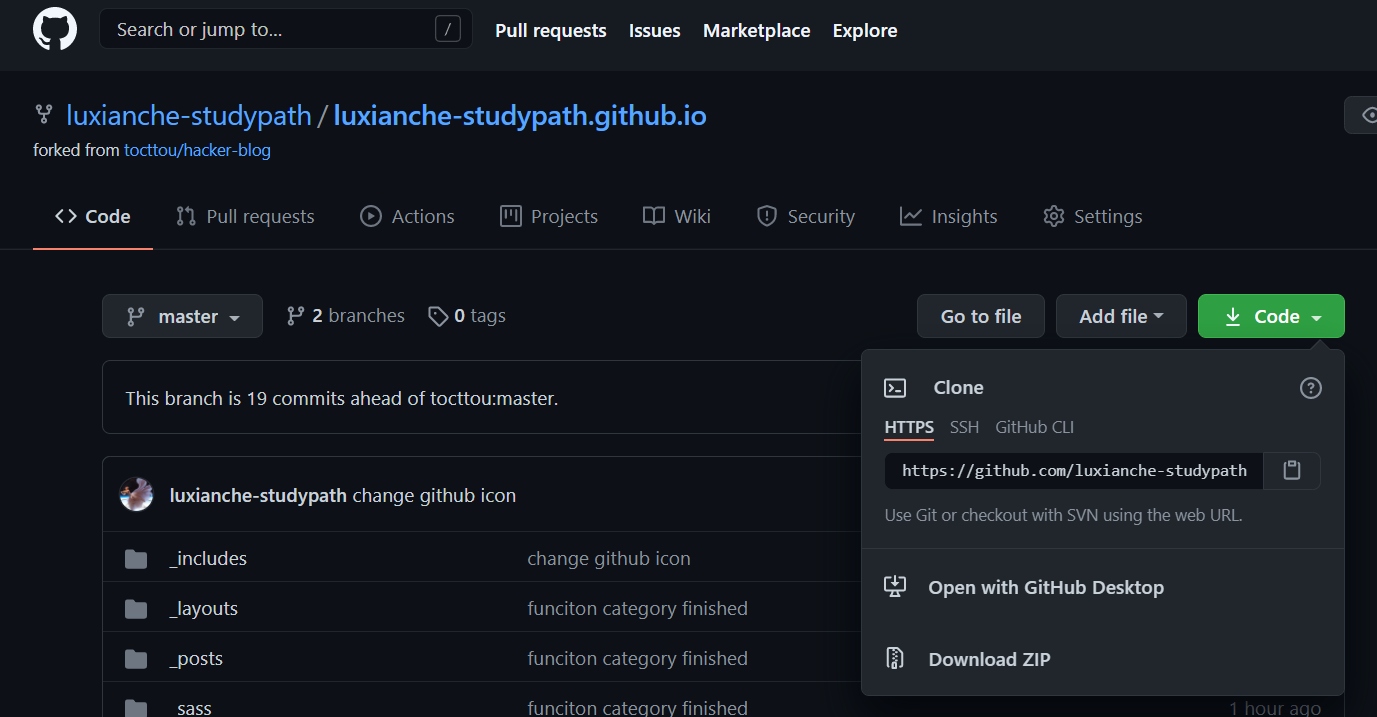 Search or jump to... / Pull requests Issues Marketplace Explore
luxianche-studypath / luxianche-studypath.github.io
forked from tocttou/hacker-blog
Code Pull requests Actions Projects Wiki Security Insights Settings
master 2 branches 0 tags Go to file Add file Code
This branch is 19 commits ahead of tocttou:master.
Clone
HTTPS SSH GitHub CLI
https://github.com/luxianche-studypath
Use Git or checkout with SVN using the web URL.
Open with GitHub Desktop
Download ZIP
luxianche-studypath change github icon
_includes change github icon
_layouts funciton category finished
_posts funciton category finished
_sass funciton category finished 1 hour ago